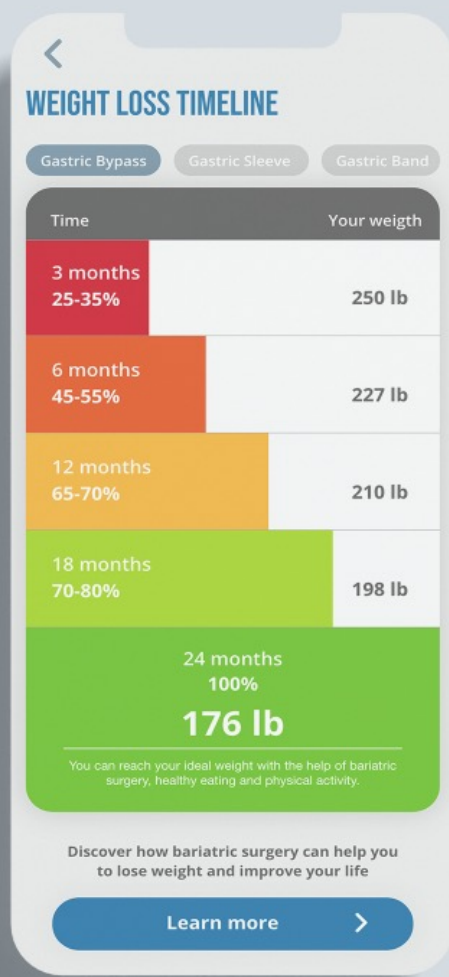 WEIGHT LOSS TIMELINE
Gastric Bypass Gastric Sleeve Gastric Band
Time Your weigth
3 months
25-35% 250 lb
6 months
45-55% 227 lb
12 months
65-70% 210 lb
18 months
70-80% 198 lb
24 months
100%
176 lb
You can reach your ideal weight with the help of bariatric
surgery, healthy eating and physical activity.
Discover how bariatric surgery can help you
to lose weight and improve your life
Learn more